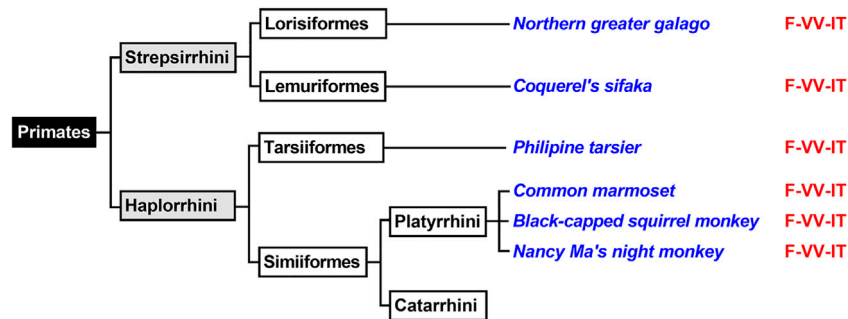 Lorisiformes Northern greater galago F-VV-IT
Strepsirrhini
Lemuriformes Coquerel's sifaka F-VV-IT
Primates
Tarsiiformes Philipine tarsier F-VV-IT
Haplorrhini
Common marmoset F-VV-IT
Platyrrhini Black-capped squirrel monkey F-VV-IT
Nancy Ma's night monkey F-VV-IT
Simiiformes
Catarrhini